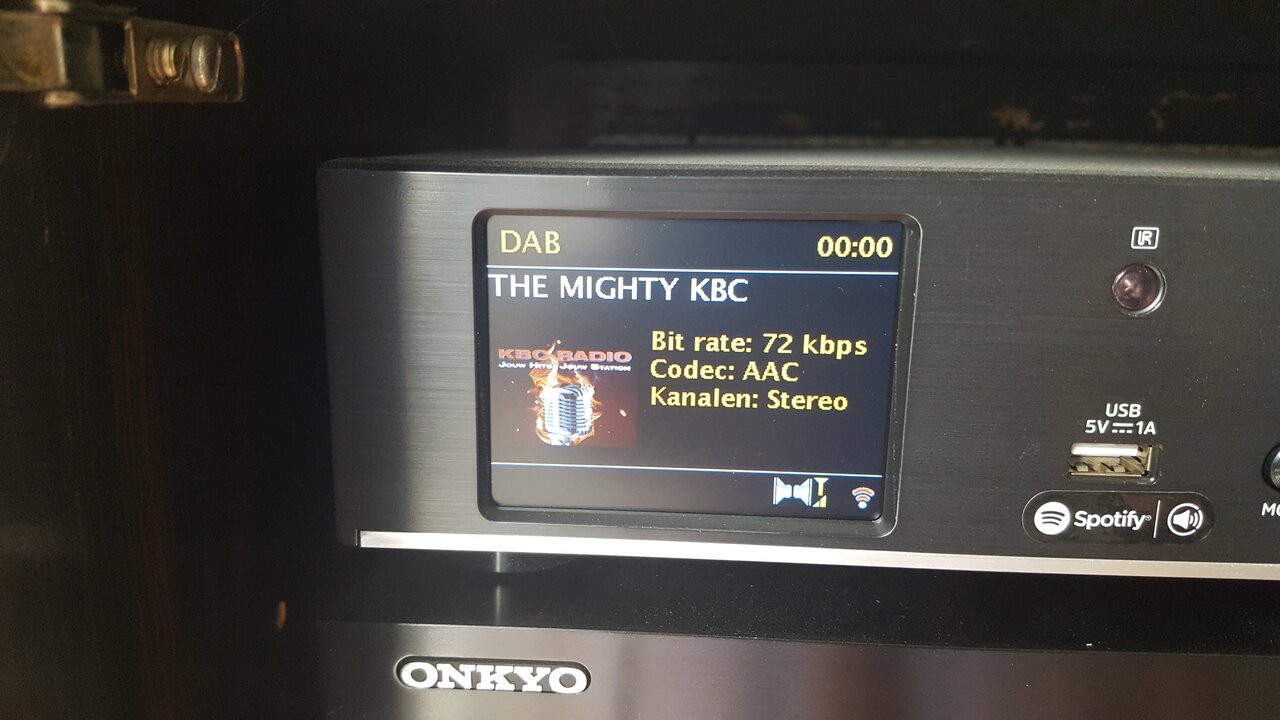 DAB 00:00
THE MIGHTY KBC
KBC RADIO
Jouw Hits Jouw Station
Bit rate: 72 kbps
Codec: AAC
Kanalen: Stereo
IR
USB
5V 1A
Spotify®
ONKYO